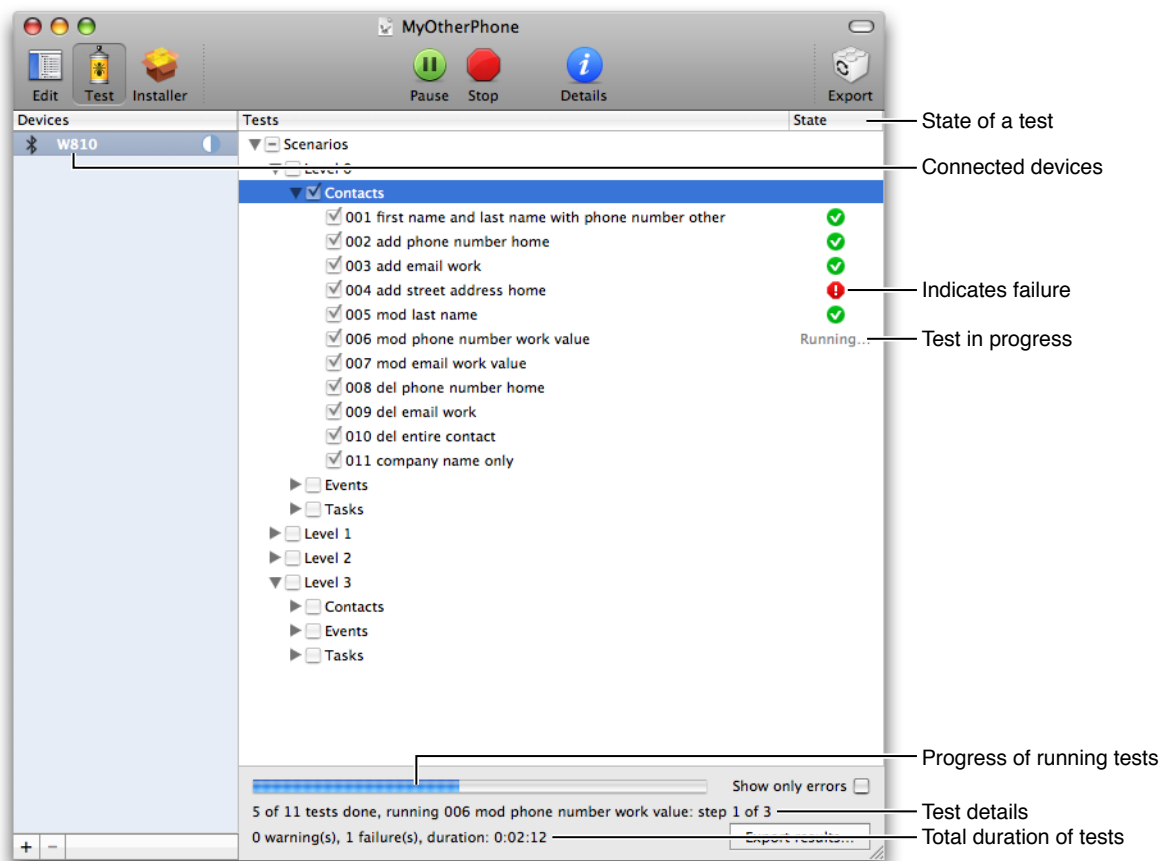 MyOtherPhone
Edit Test Installer Pause Stop Details Export
Devices Tests State
State of a test
W810 Scenarios
Connected devices
Level 0
Contacts
001 first name and last name with phone number other
002 add phone number home
003 add email work
004 add street address home
Indicates failure
005 mod last name
006 mod phone number work value Running...
Test in progress
007 mod email work value
008 del phone number home
009 del email work
010 del entire contact
011 company name only
Events
Tasks
Level 1
Level 2
Level 3
Contacts
Events
Tasks
Progress of running tests
Show only errors
5 of 11 tests done, running 006 mod phone number work value: step 1 of 3
Test details
0 warning(s), 1 failure(s), duration: 0:02:12 Export results...
Total duration of tests